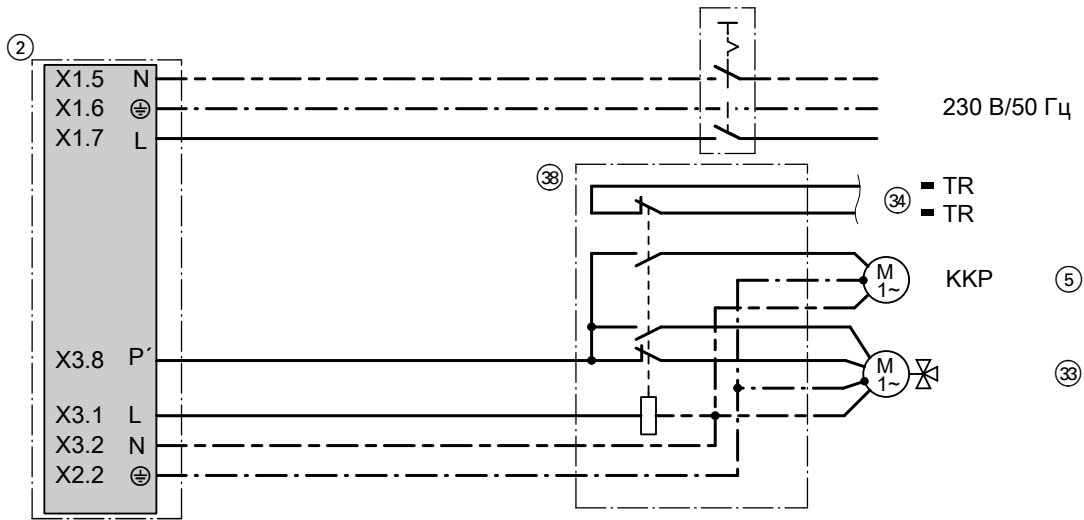 ②
X1.5 N
X1.6
X1.7 L
230 В/50 Гц
㊳
㉞ - TR
- TR
M
1~
KKP ⑤
X3.8 P´
M
1~
㉝
X3.1 L
X3.2 N
X2.2